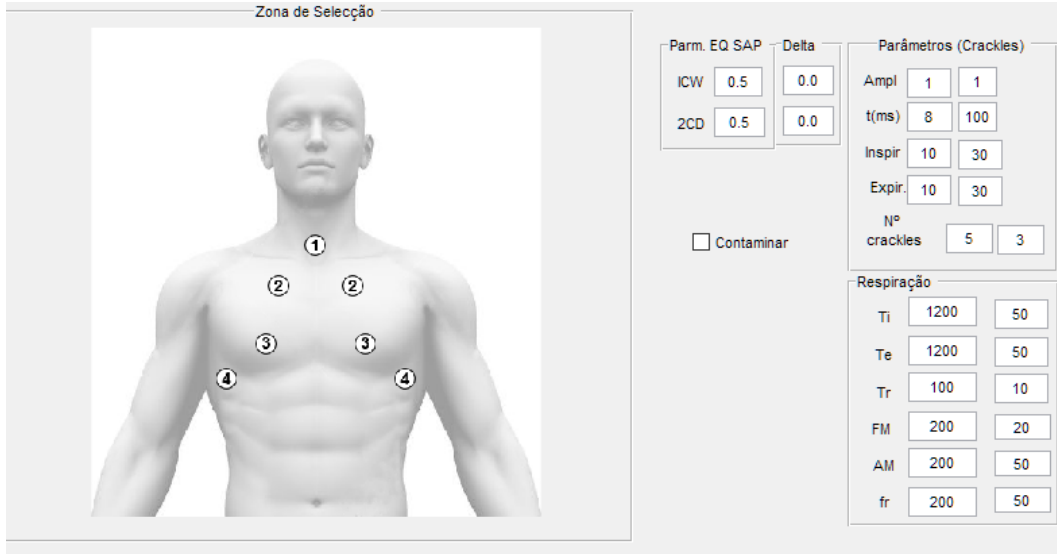 Zona de Selecção
1
2 2
3 3
4 4
Parm. EQ SAP Delta
ICW 0.5 0.0
2CD 0.5 0.0
Contaminar
Parâmetros (Crackles)
Ampl 1 1
t(ms) 8 100
Inspir 10 30
Expir. 10 30
Nº
crackles 5 3
Respiração
Ti 1200 50
Te 1200 50
Tr 100 10
FM 200 20
AM 200 50
fr 200 50